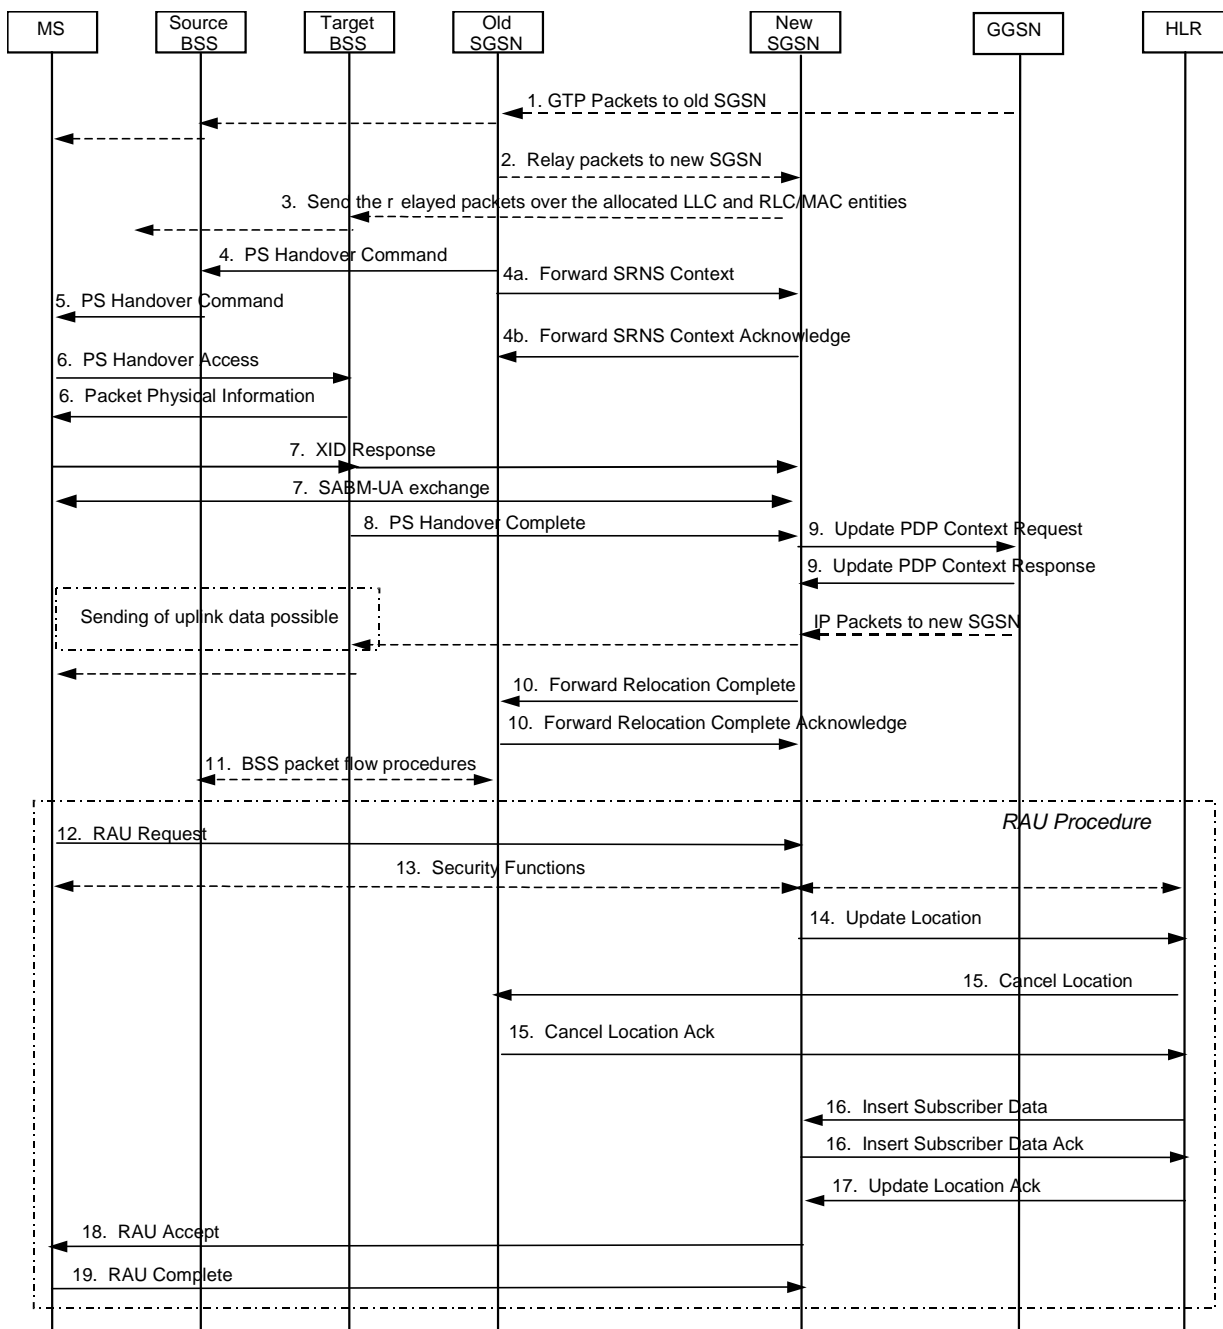 MS
Source
BSS
Target
BSS
Old
SGSN
New
SGSN
GGSN
HLR
1. GTP Packets to old SGSN
2. Relay packets to new SGSN
3. Send the r elayed packets over the allocated LLC and RLC/MAC entities
4. PS Handover Command
4a. Forward SRNS Context
5. PS Handover Command
4b. Forward SRNS Context Acknowledge
6. PS Handover Access
6. Packet Physical Information
7. XID Response
7. SABM-UA exchange
8. PS Handover Complete
9. Update PDP Context Request
9. Update PDP Context Response
Sending of uplink data possible
IP Packets to new SGSN
10. Forward Relocation Complete
10. Forward Relocation Complete Acknowledge
11. BSS packet flow procedures
RAU Procedure
12. RAU Request
13. Security Functions
14. Update Location
15. Cancel Location
15. Cancel Location Ack
16. Insert Subscriber Data
16. Insert Subscriber Data Ack
17. Update Location Ack
18. RAU Accept
19. RAU Complete